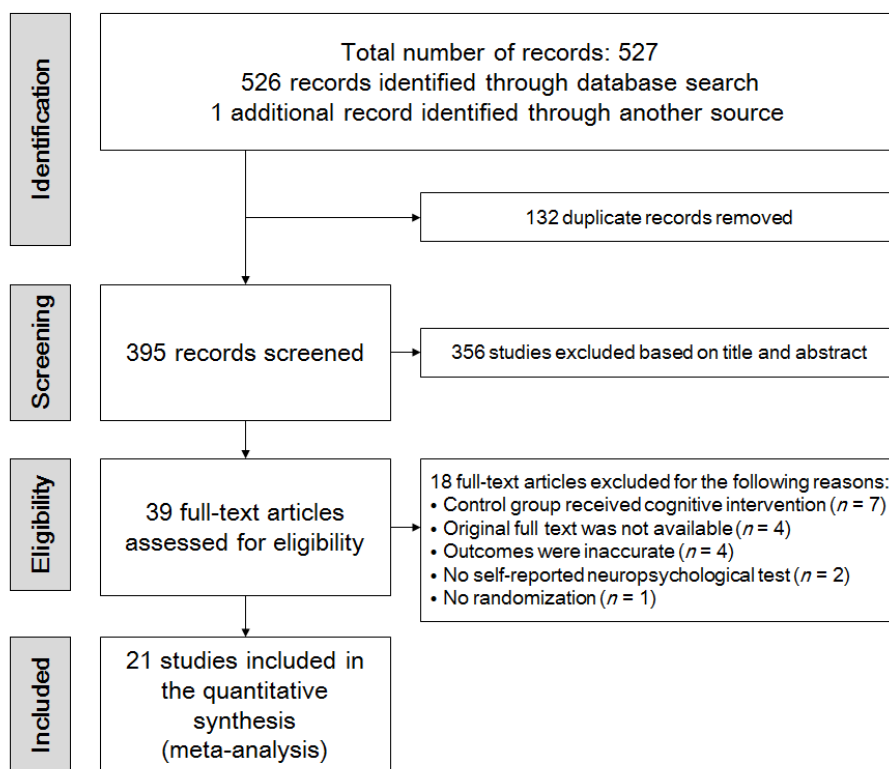 Identification
Total number of records: 527
526 records identified through database search
1 additional record identified through another source
132 duplicate records removed
Screening
395 records screened
356 studies excluded based on title and abstract
Eligibility
39 full-text articles
assessed for eligibility
18 full-text articles excluded for the following reasons:
• Control group received cognitive intervention (n = 7)
• Original full text was not available (n = 4)
• Outcomes were inaccurate (n = 4)
• No self-reported neuropsychological test (n = 2)
• No randomization (n = 1)
Included
21 studies included in
the quantitative
synthesis
(meta-analysis)